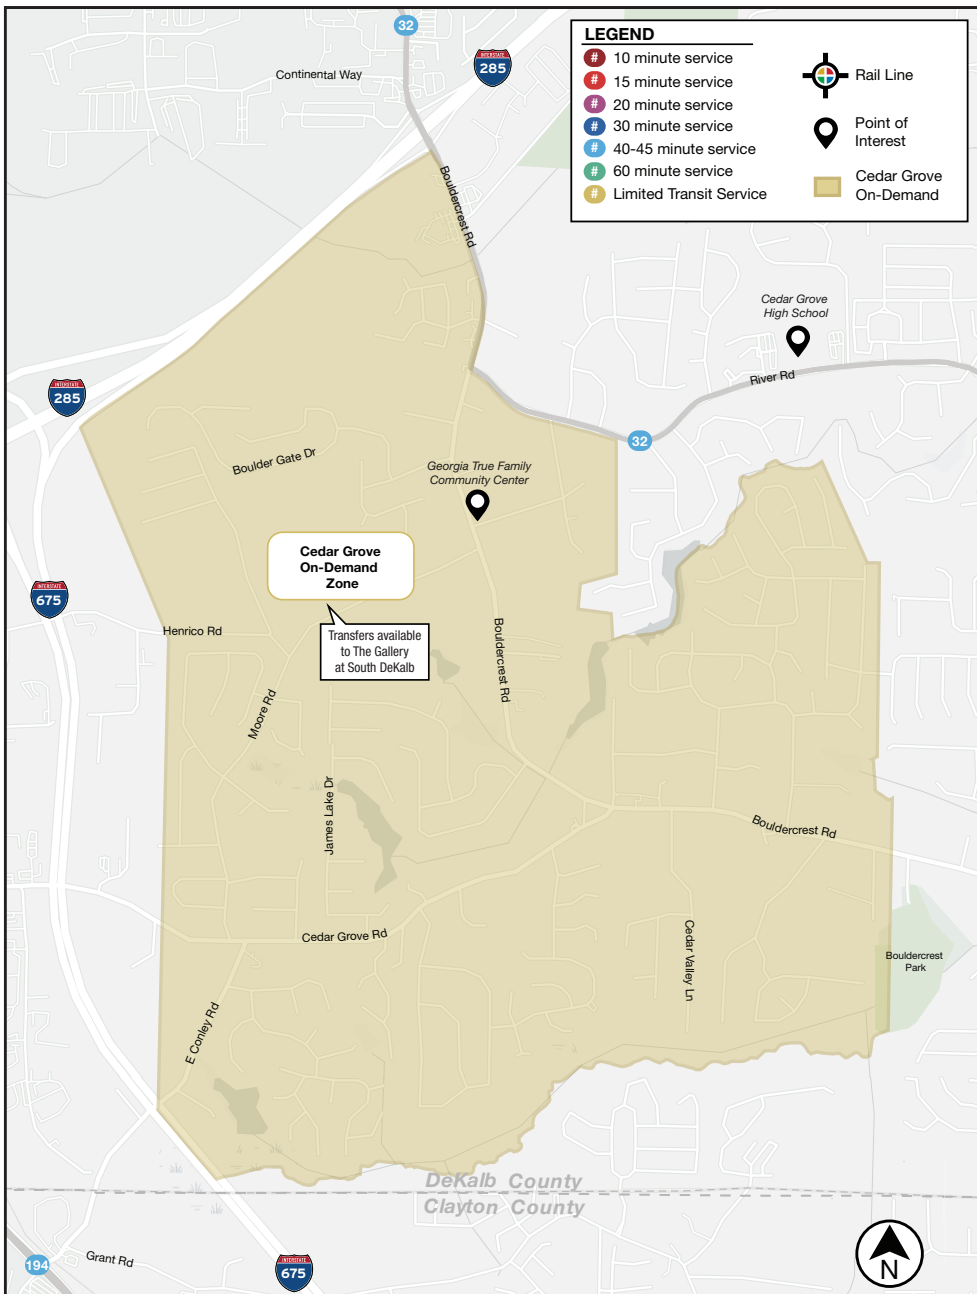 32
INTERSTATE
285
Continental Way
LEGEND
# 10 minute service
# 15 minute service
# 20 minute service
# 30 minute service
# 40-45 minute service
# 60 minute service
# Limited Transit Service
Rail Line
Point of
Interest
Cedar Grove
On-Demand
Bouldercrest Rd
Cedar Grove
High School
River Rd
INTERSTATE
285
32
Boulder Gate Dr
Georgia True Family
Community Center
Cedar Grove
On-Demand
Zone
INTERSTATE
675
Henrico Rd
Transfers available
to The Gallery
at South DeKalb
Bouldercrest Rd
Moore Rd
James Lake Dr
Bouldercrest Rd
Cedar Grove Rd
Cedar Valley Ln
Bouldercrest
Park
E Conley Rd
DeKalb County
Clayton County
Grant Rd
194
INTERSTATE
675
N